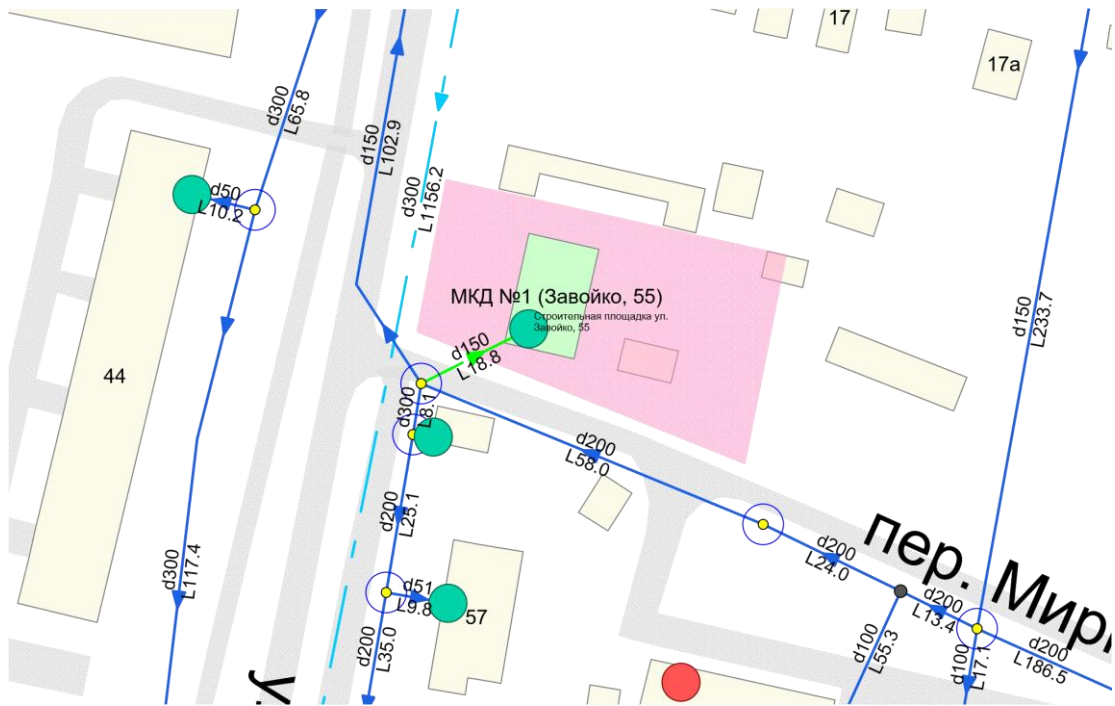 17
17а
d300
L65.8
d150
L102.9
d300
L1156.2
d50
L10.2
МКД №1 (Завойко, 55)
Строительная площадка ул.
Завойко, 55
d150
L18.8
d150
L233.7
44
d300
L8.1
d200
L58.0
d200
L25.1
d200
L24.0
пер. Мирн
d300
L117.4
d51
L9.8
57
d200
L13.4
d200
L35.0
d100
L55.3
d100
L17.1
d200
L186.5
у